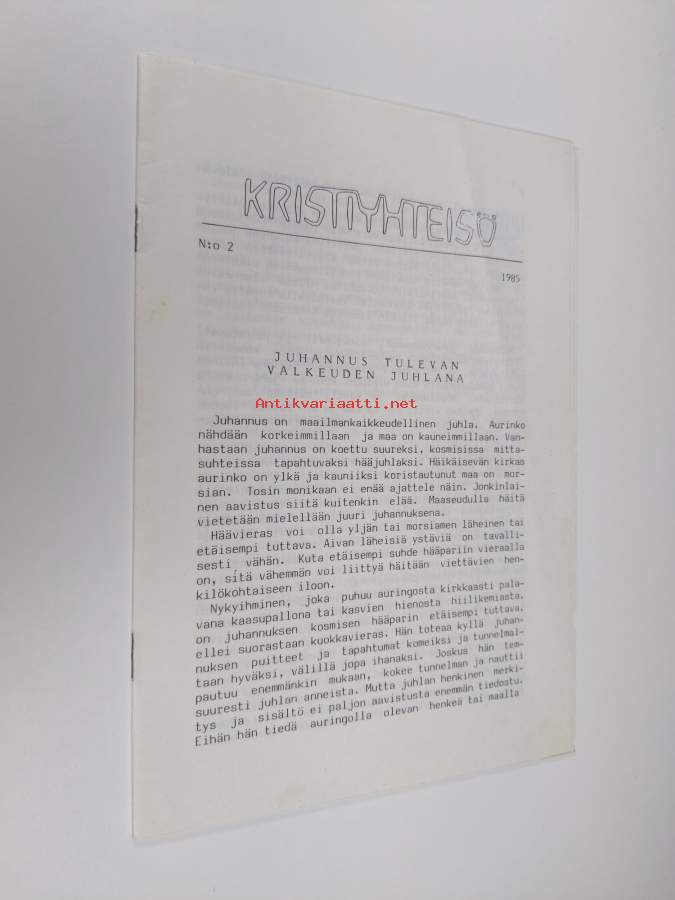 KRISTIYHTEISÖ
N:o 2
1985
JUHANNUS TULEVAN
VALKEUDEN JUHLANA
Antikvariaatti.net
Juhannus on maailmankaikkeudellinen juhla. Aurinko
nähdään korkeimmillaan ja maa on kauneimmillaan. Van-
hastaan juhannus on koettu suureksi, kosmisissa mitta-
suhteissa tapahtuvaksi hääjuhlaksi. Häikäisevän kirkas
aurinko on ylkä ja kauniiksi koristautunut maa on mor-
sian. Tosin monikaan ei enää ajattele näin. Jonkinlai-
nen aavistus siitä kuitenkin elää. Maaseudulla häitä
vietetään mielellään juuri juhannuksena.
Häävieras voi olla yljän tai morsiamen läheinen tai
etäisempi tuttava. Aivan läheisiä ystäviä on tavalli-
sesti vähän. Kuta etäisempi suhde hääpariin vieraalla
on, sitä vähemmän voi liittyä häitään viettävien hen-
kilökohtaiseen iloon.
Nykyihminen, joka puhuu auringosta kirkkaasti pala-
vana kaasupallona tai kasvien hienosta hiilikemiasta,
on juhannuksen kosmisen hääparin etäisempi tuttava,
ellei suorastaan kuokkavieras. Hän toteaa kyllä juhan-
nuksen puitteet ja tapahtumat komeiksi ja tunnelmal-
taan hyväksi, välillä jopa ihanaksi. Joskus hän tem-
pautuu enemmänkin mukaan, kokee tunnelman ja nauttii
suuresti juhlan anneista. Mutta juhlan henkinen merki-
tys ja sisältö ei paljon aavistusta enemmän tiedostu.
Eihän hän tiedä auringolla olevan henkeä tai maalla